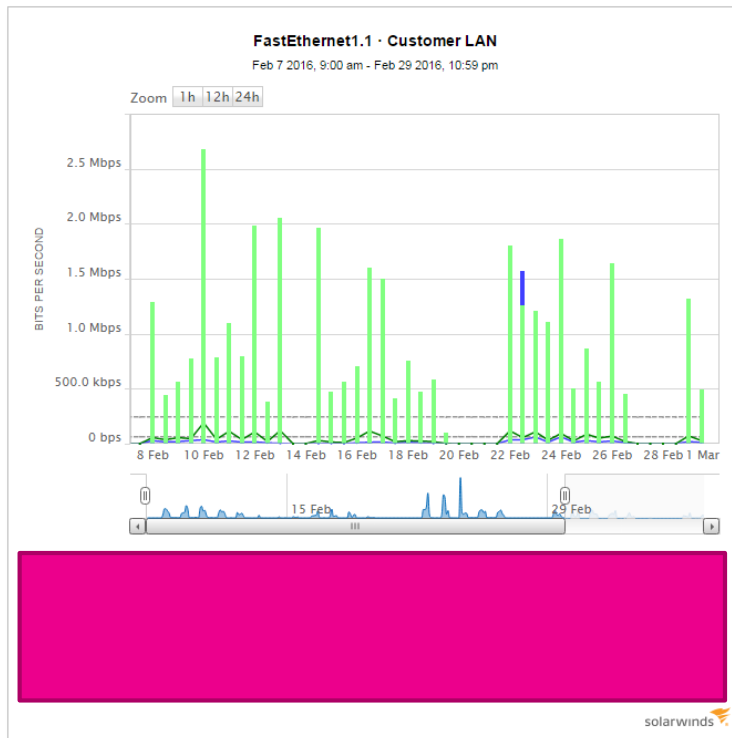 FastEthernet1.1 · Customer LAN
Feb 7 2016, 9:00 am - Feb 29 2016, 10:59 pm
Zoom 1h 12h 24h
BITS PER SECOND
2.5 Mbps
2.0 Mbps
1.5 Mbps
1.0 Mbps
500.0 kbps
0 bps
8 Feb 10 Feb 12 Feb 14 Feb 16 Feb 18 Feb 20 Feb 22 Feb 24 Feb 26 Feb 28 Feb 1 Mar
15 Feb 29 Feb
solarwinds